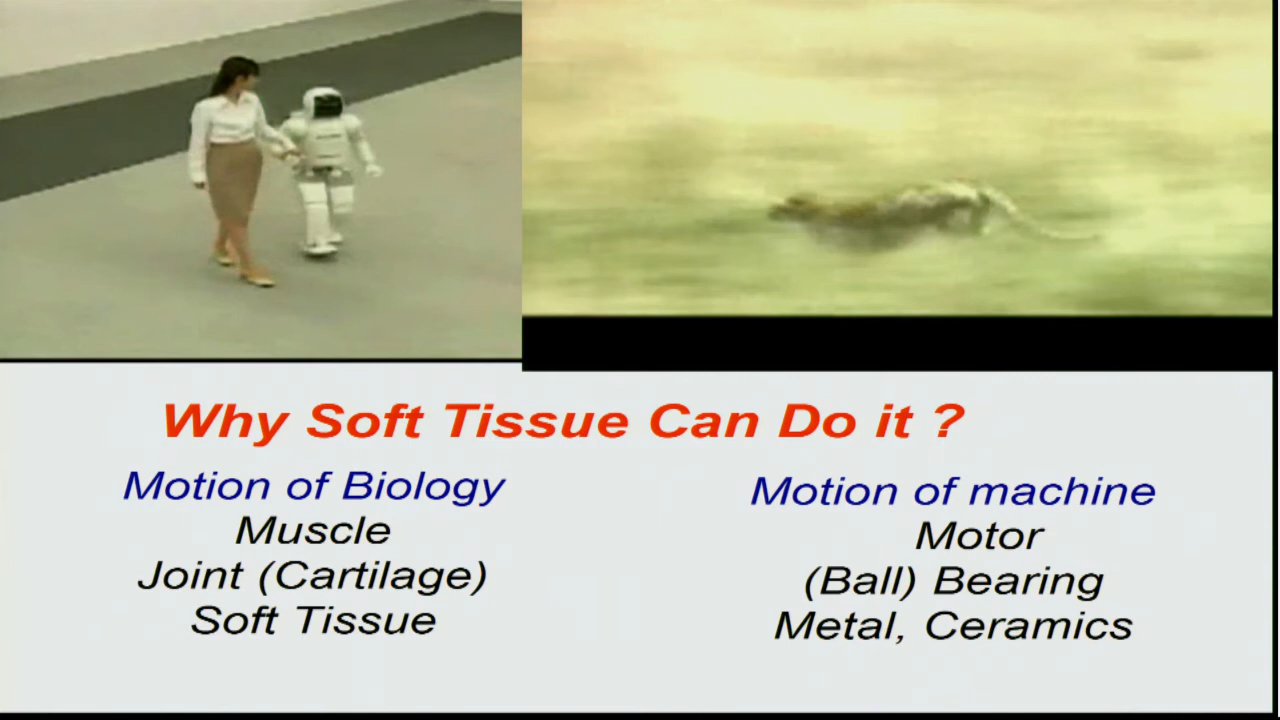 Why Soft Tissue Can Do it ?
Motion of Biology
Muscle
Joint (Cartilage)
Soft Tissue
Motion of machine
Motor
(Ball) Bearing
Metal, Ceramics